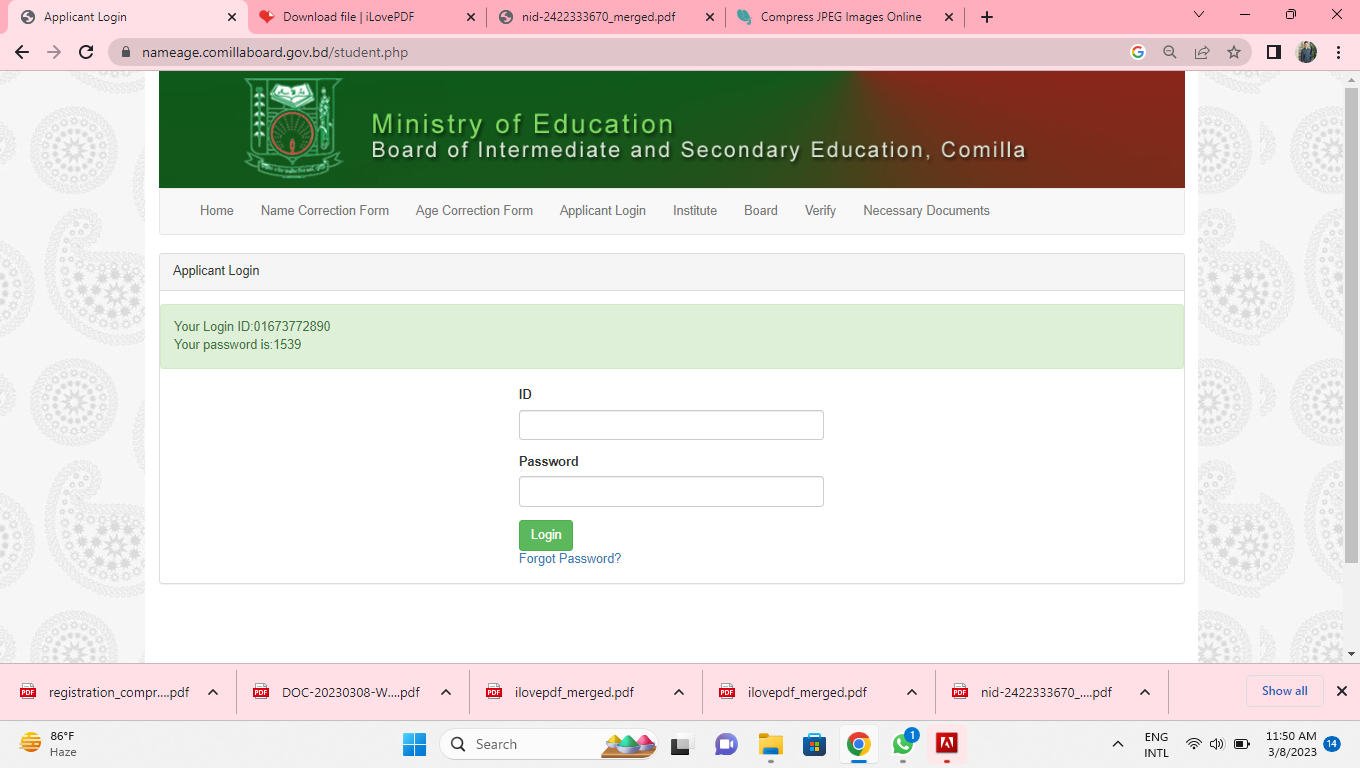 Applicant Login
Download file | iLovePDF
nid-2422333670_merged.pdf
Compress JPEG Images Online
nameage.comillaboard.gov.bd/student.php
Ministry of Education
Board of Intermediate and Secondary Education, Comilla
Home Name Correction Form Age Correction Form Applicant Login Institute Board Verify Necessary Documents
Applicant Login
Your Login ID:01673772890
Your password is:1539
ID
Password
Login
Forgot Password?
registration_compr....pdf
DOC-20230308-W....pdf
ilovepdf_merged.pdf
ilovepdf_merged.pdf
nid-2422333670_....pdf
Show all
86°F
Haze
Search
1
ENG
INTL
11:50 AM
3/8/2023
14